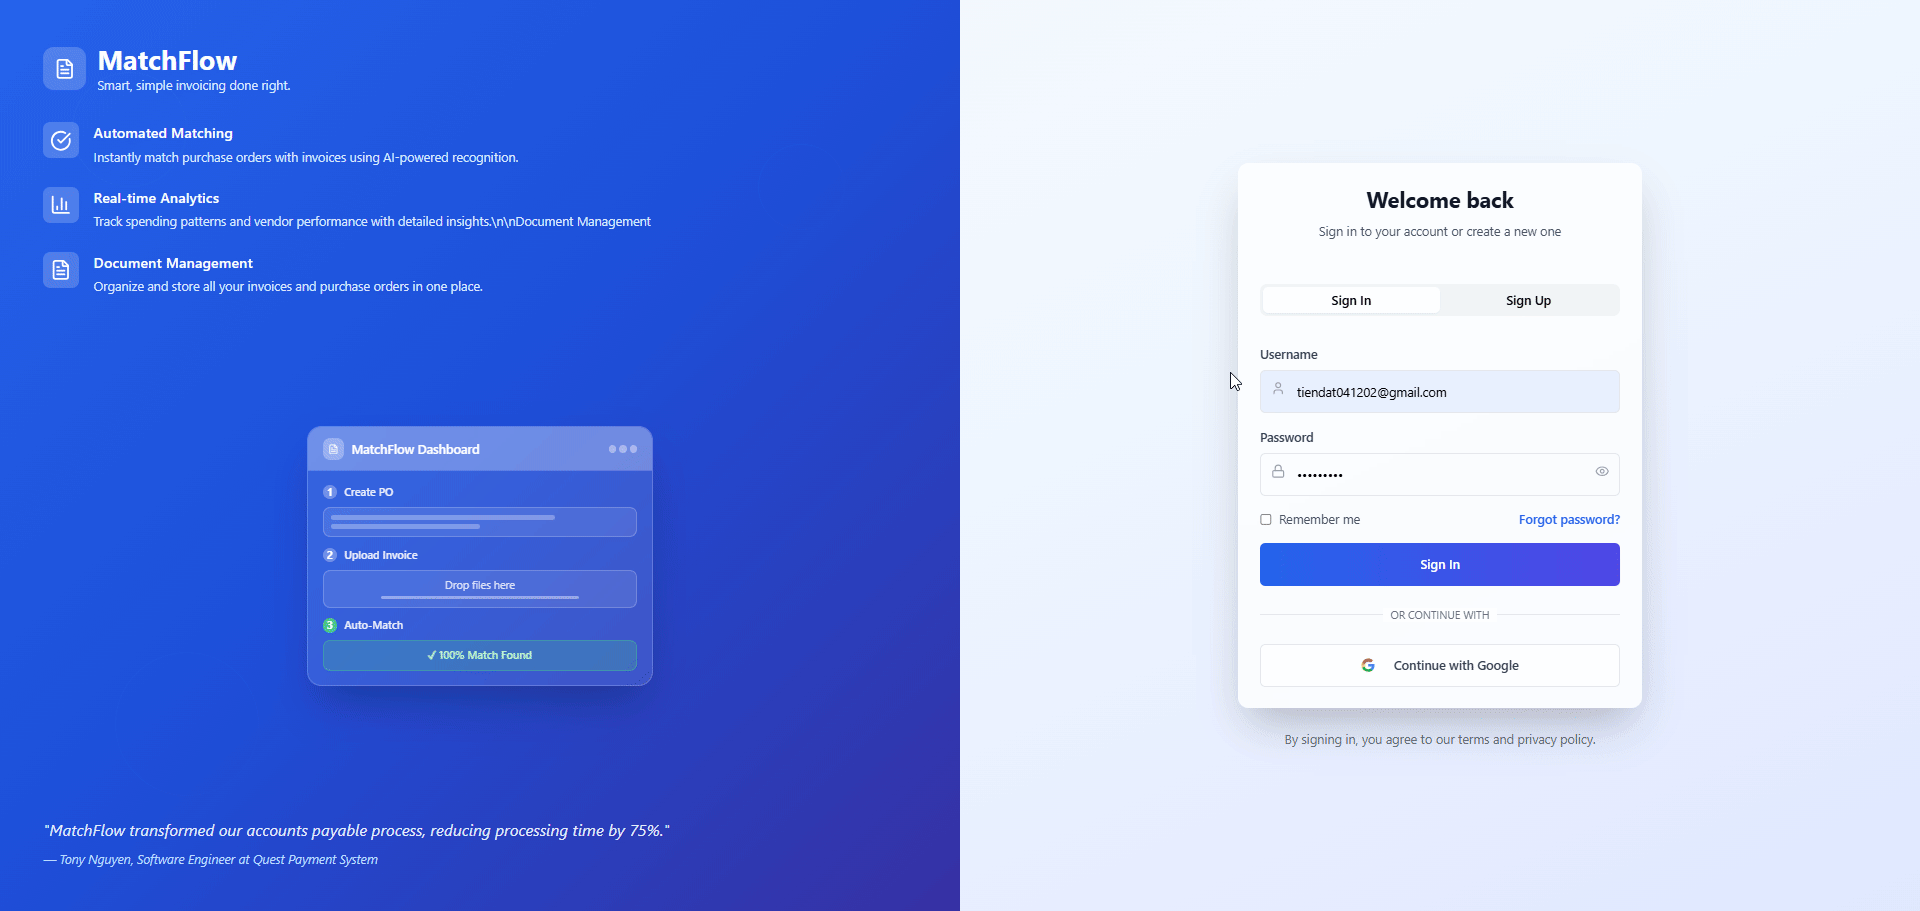 MatchFlow
Smart, simple invoicing done right.
Automated Matching
Instantly match purchase orders with invoices using AI-powered recognition.
Real-time Analytics
Track spending patterns and vendor performance with detailed insights.\n\nDocument Management
Document Management
Organize and store all your invoices and purchase orders in one place.
MatchFlow Dashboard
1 Create PO
2 Upload Invoice
Drop files here
3 Auto-Match
✓ 100% Match Found
"MatchFlow transformed our accounts payable process, reducing processing time by 75%."
— Tony Nguyen, Software Engineer at Quest Payment System
Welcome back
Sign in to your account or create a new one
Sign In Sign Up
Username
tiendat041202@gmail.com
Password
•••••••••
Remember me Forgot password?
Sign In
OR CONTINUE WITH
Continue with Google
By signing in, you agree to our terms and privacy policy.